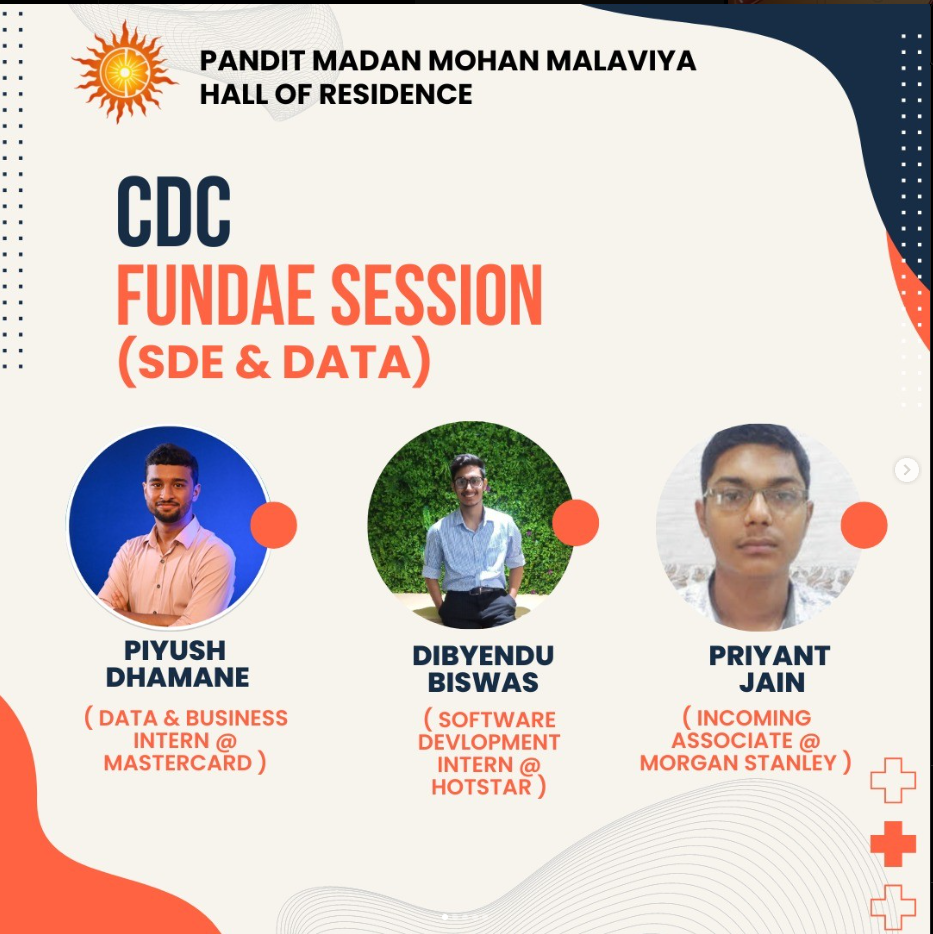 PANDIT MADAN MOHAN MALAVIYA
HALL OF RESIDENCE
CDC
FUNDAE SESSION
(SDE & DATA)
PIYUSH
DHAMANE
( DATA & BUSINESS
INTERN @
MASTERCARD )
DIBYENDU
BISWAS
( SOFTWARE
DEVLOPMENT
INTERN @
HOTSTAR )
PRIYANT
JAIN
( INCOMING
ASSOCIATE @
MORGAN STANLEY )